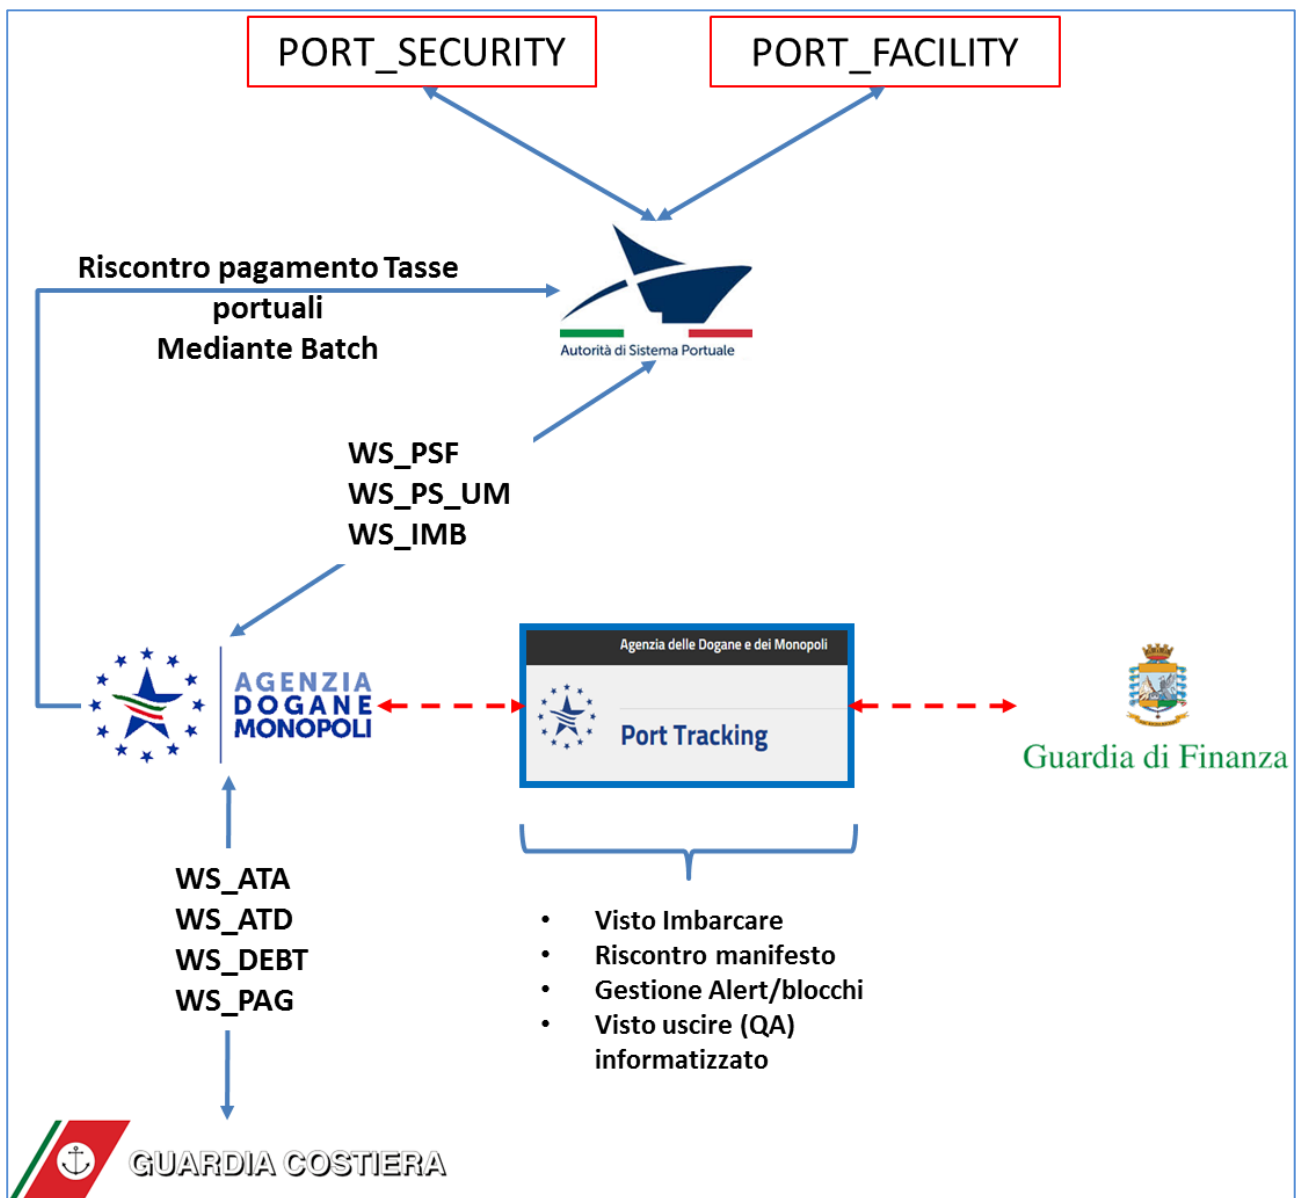 PORT_SECURITY
PORT_FACILITY
Riscontro pagamento Tasse
portuali
Mediante Batch
Autorità di Sistema Portuale
WS_PSF
WS_PS_UM
WS_IMB
AGENZIA
DOGANE
MONOPOLI
Agenzia delle Dogane e dei Monopoli
Port Tracking
Guardia di Finanza
WS_ATA
WS_ATD
WS_DEBT
WS_PAG
• Visto Imbarcare
• Riscontro manifesto
• Gestione Alert/blocchi
• Visto uscire (QA)
informatizzato
GUARDIA COSTIERA